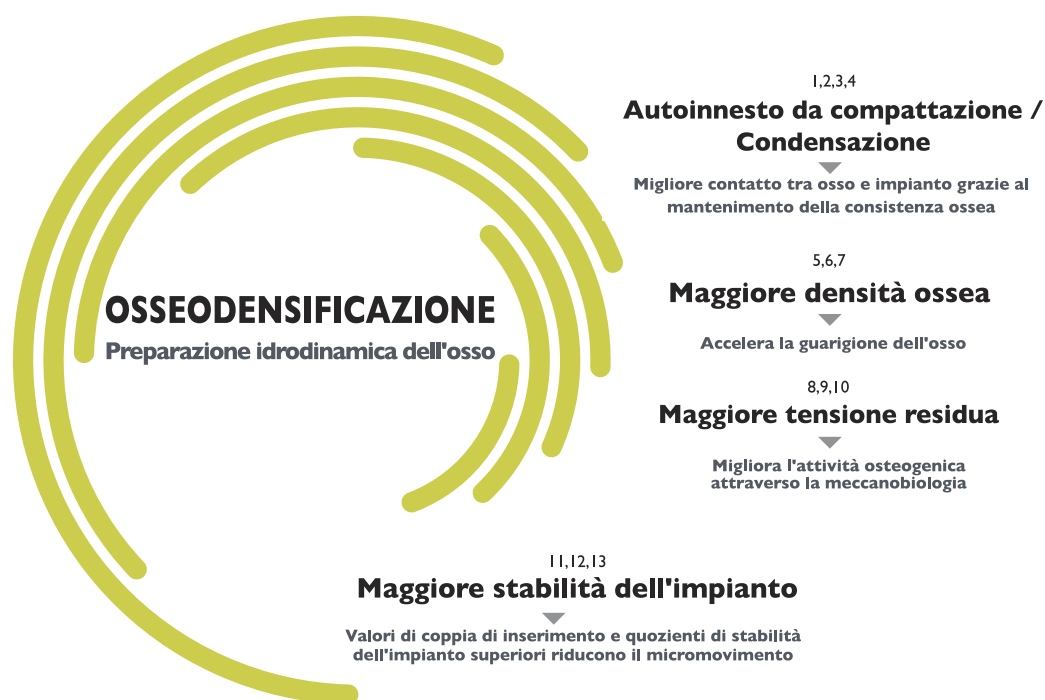 OSSEODENSIFICAZIONE
Preparazione idrodinamica dell'osso
1,2,3,4
Autoinnesto da compattazione /
Condensazione
Migliore contatto tra osso e impianto grazie al
mantenimento della consistenza ossea
5,6,7
Maggiore densità ossea
Accelera la guarigione dell'osso
8,9,10
Maggiore tensione residua
Migliora l'attività osteogenica
attraverso la meccanobiologia
11,12,13
Maggiore stabilità dell'impianto
Valori di coppia di inserimento e quozienti di stabilità
dell'impianto superiori riducono il micromovimento